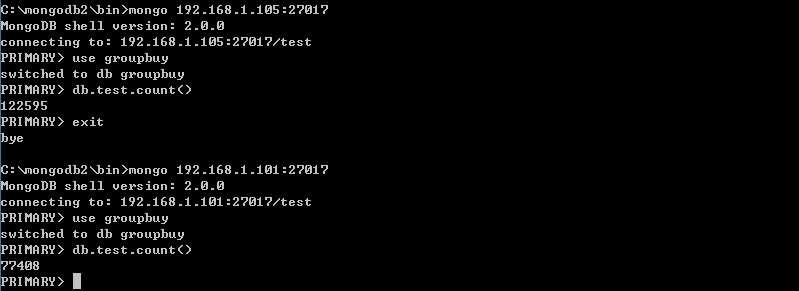 C:\mongodb2\bin>mongo 192.168.1.105:27017
MongoDB shell version: 2.0.0
connecting to: 192.168.1.105:27017/test
PRIMARY> use groupbuy
switched to db groupbuy
PRIMARY> db.test.count()
122595
PRIMARY> exit
bye
C:\mongodb2\bin>mongo 192.168.1.101:27017
MongoDB shell version: 2.0.0
connecting to: 192.168.1.101:27017/test
PRIMARY> use groupbuy
switched to db groupbuy
PRIMARY> db.test.count()
77408
PRIMARY>